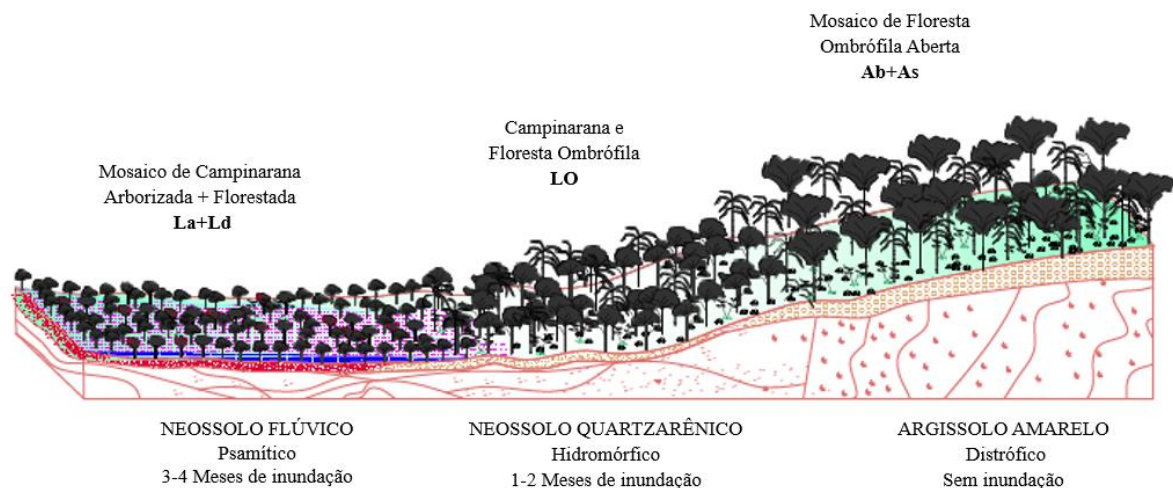 Mosaico de Floresta
Ombrófila Aberta
Ab+As
Campinarana e
Floresta Ombrófila
LO
Mosaico de Campinarana
Arborizada + Florestada
La+Ld
NEOSSOLO FLÚVICO
Psamítico
3-4 Meses de inundação
NEOSSOLO QUARTZARÊNICO
Hidromórfico
1-2 Meses de inundação
ARGISSOLO AMARELO
Distrófico
Sem inundação